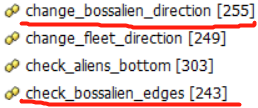 change_bossalien_direction [255]
change_fleet_direction [249]
check_aliens_bottom [303]
check_bossalien_edges [243]